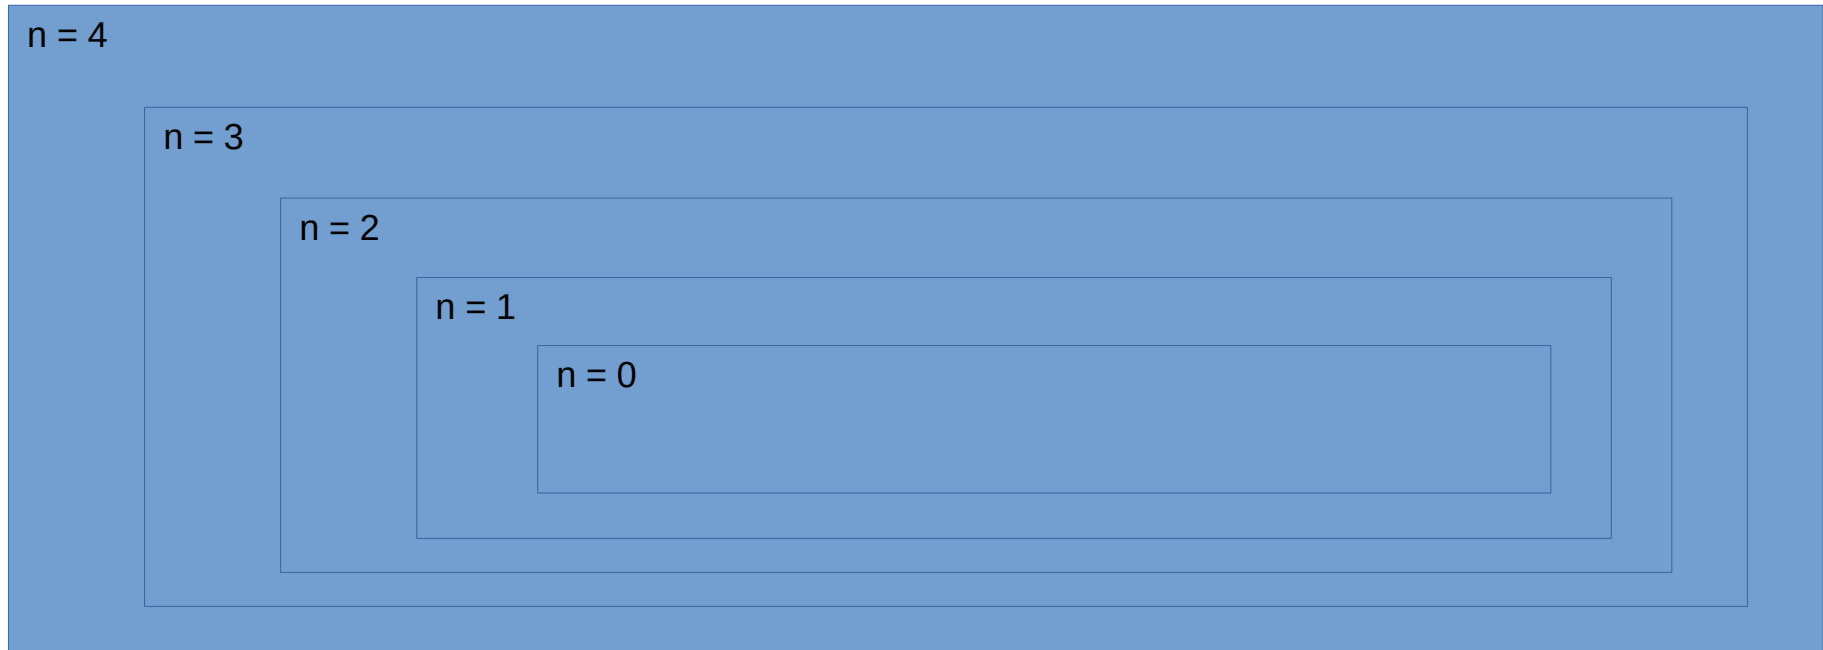 n = 4
n = 3
n = 2
n = 1
n = 0